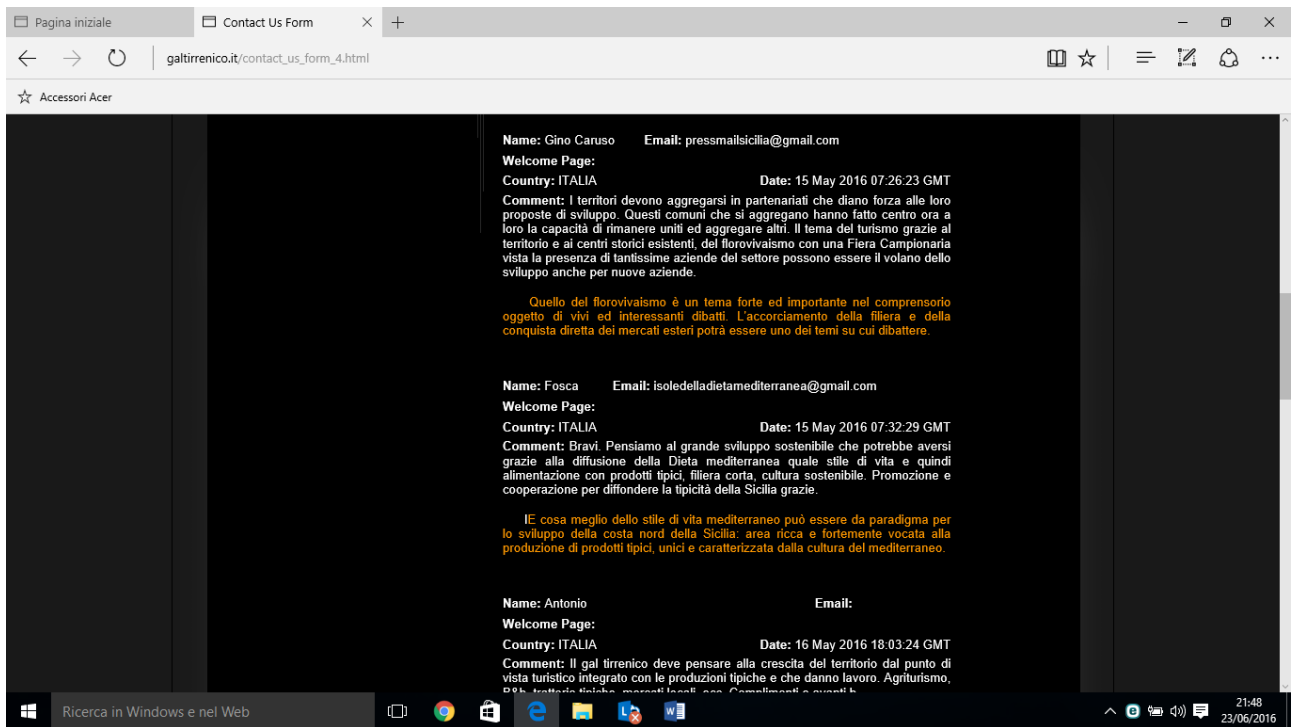 Pagina iniziale
Contact Us Form
galtirrenico.it/contact_us_form_4.html
Accessori Acer
Name: Gino Caruso Email: pressmailsicilia@gmail.com
Welcome Page:
Country: ITALIA Date: 15 May 2016 07:26:23 GMT
Comment: I territori devono aggregarsi in partenariati che diano forza alle loro
proposte di sviluppo. Questi comuni che si aggregano hanno fatto centro ora a
loro la capacità di rimanere uniti ed aggregare altri. Il tema del turismo grazie al
territorio e ai centri storici esistenti, del florovivaismo con una Fiera Campionaria
vista la presenza di tantissime aziende del settore possono essere il volano dello
sviluppo anche per nuove aziende.
Quello del florovivaismo è un tema forte ed importante nel comprensorio
oggetto di vivi ed interessanti dibatti. L'accorciamento della filiera e della
conquista diretta dei mercati esteri potrà essere uno dei temi su cui dibattere.
Name: Fosca Email: isoledelladietamediterranea@gmail.com
Welcome Page:
Country: ITALIA Date: 15 May 2016 07:32:29 GMT
Comment: Bravi. Pensiamo al grande sviluppo sostenibile che potrebbe aversi
grazie alla diffusione della Dieta mediterranea quale stile di vita e quindi
alimentazione con prodotti tipici, filiera corta, cultura sostenibile. Promozione e
cooperazione per diffondere la tipicità della Sicilia grazie.
IE cosa meglio dello stile di vita mediterraneo può essere da paradigma per
lo sviluppo della costa nord della Sicilia: area ricca e fortemente vocata alla
produzione di prodotti tipici, unici e caratterizzata dalla cultura del mediterraneo.
Name: Antonio Email:
Welcome Page:
Country: ITALIA Date: 16 May 2016 18:03:24 GMT
Comment: Il gal tirrenico deve pensare alla crescita del territorio dal punto di
vista turistico integrato con le produzioni tipiche e che danno lavoro. Agriturismo,
B&b, trattorie tipiche, mercati locali, ecc. Complimenti e avanti
Ricerca in Windows e nel Web
21:48
23/06/2016